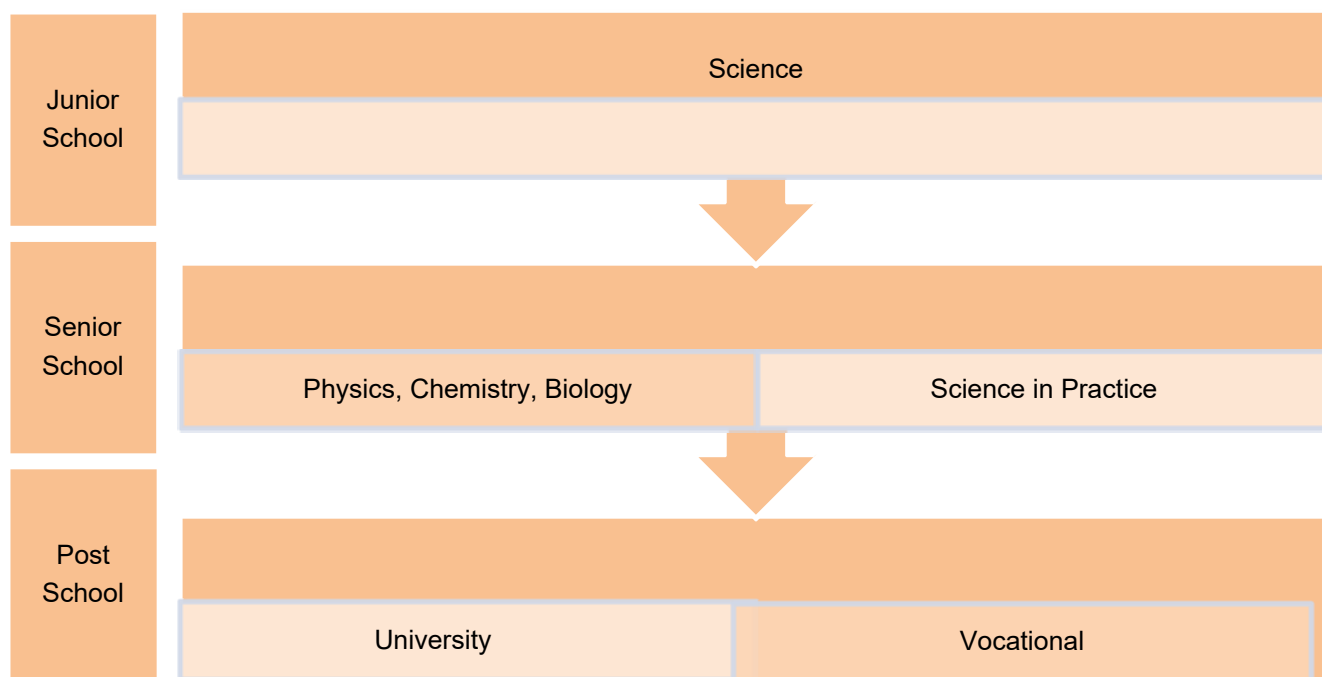 Junior
School
Science
Senior
School
Physics, Chemistry, Biology
Science in Practice
Post
School
University
Vocational